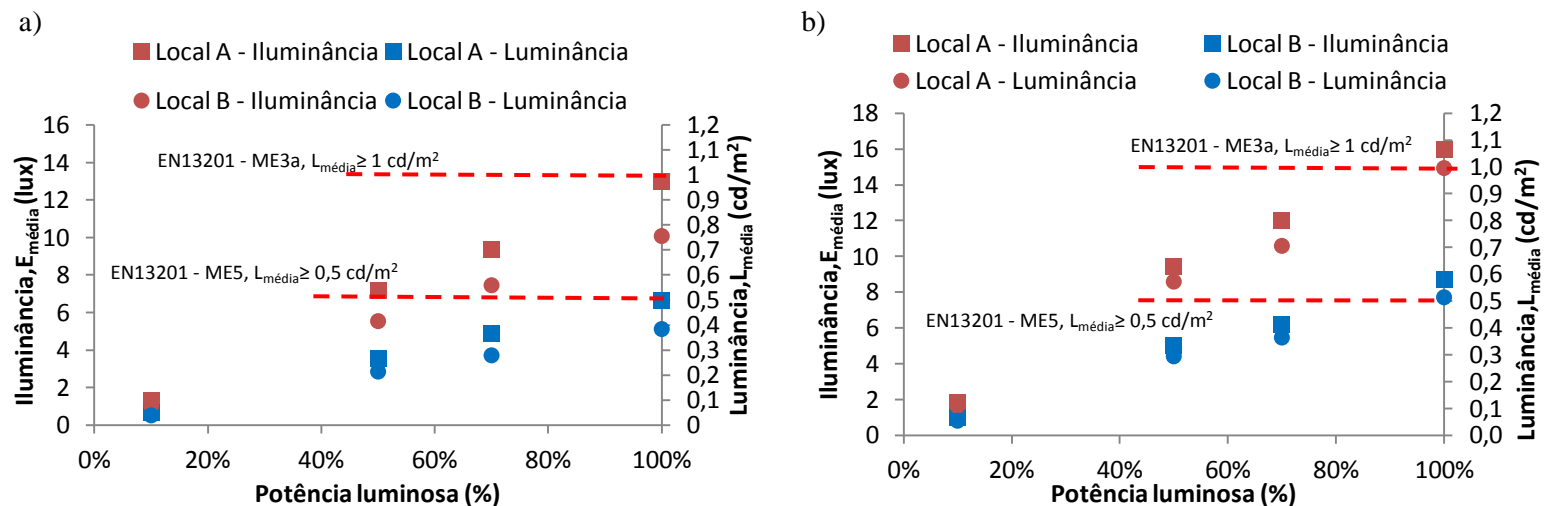 a)
Local A - Iluminância Local A - Luminância
Local B - Iluminância Local B - Luminância
Iluminância,E média (lux)
16
14
12
10
8
6
4
2
0
EN13201 - ME3a, Lmédia≥ 1 cd/m²
EN13201 - ME5, Lmédia≥ 0,5 cd/m²
1,2
1,1
1
0,9
0,8
0,7
0,6
0,5
0,4
0,3
0,2
0,1
0
Luminância,Lmédia (cd/m²)
0% 20% 40% 60% 80% 100%
Potência luminosa (%)
b)
Local A - Iluminância Local B - Iluminância
Local A - Luminância Local B - Luminância
Iluminância,E média (lux)
18
16
14
12
10
8
6
4
2
0
EN13201 - ME3a, Lmédia≥ 1 cd/m²
EN13201 - ME5, Lmédia≥ 0,5 cd/m²
1,2
1,1
1,0
0,9
0,8
0,7
0,6
0,5
0,4
0,3
0,2
0,1
0,0
Luminância,Lmédia (cd/m²)
0% 20% 40% 60% 80% 100%
Potência luminosa (%)